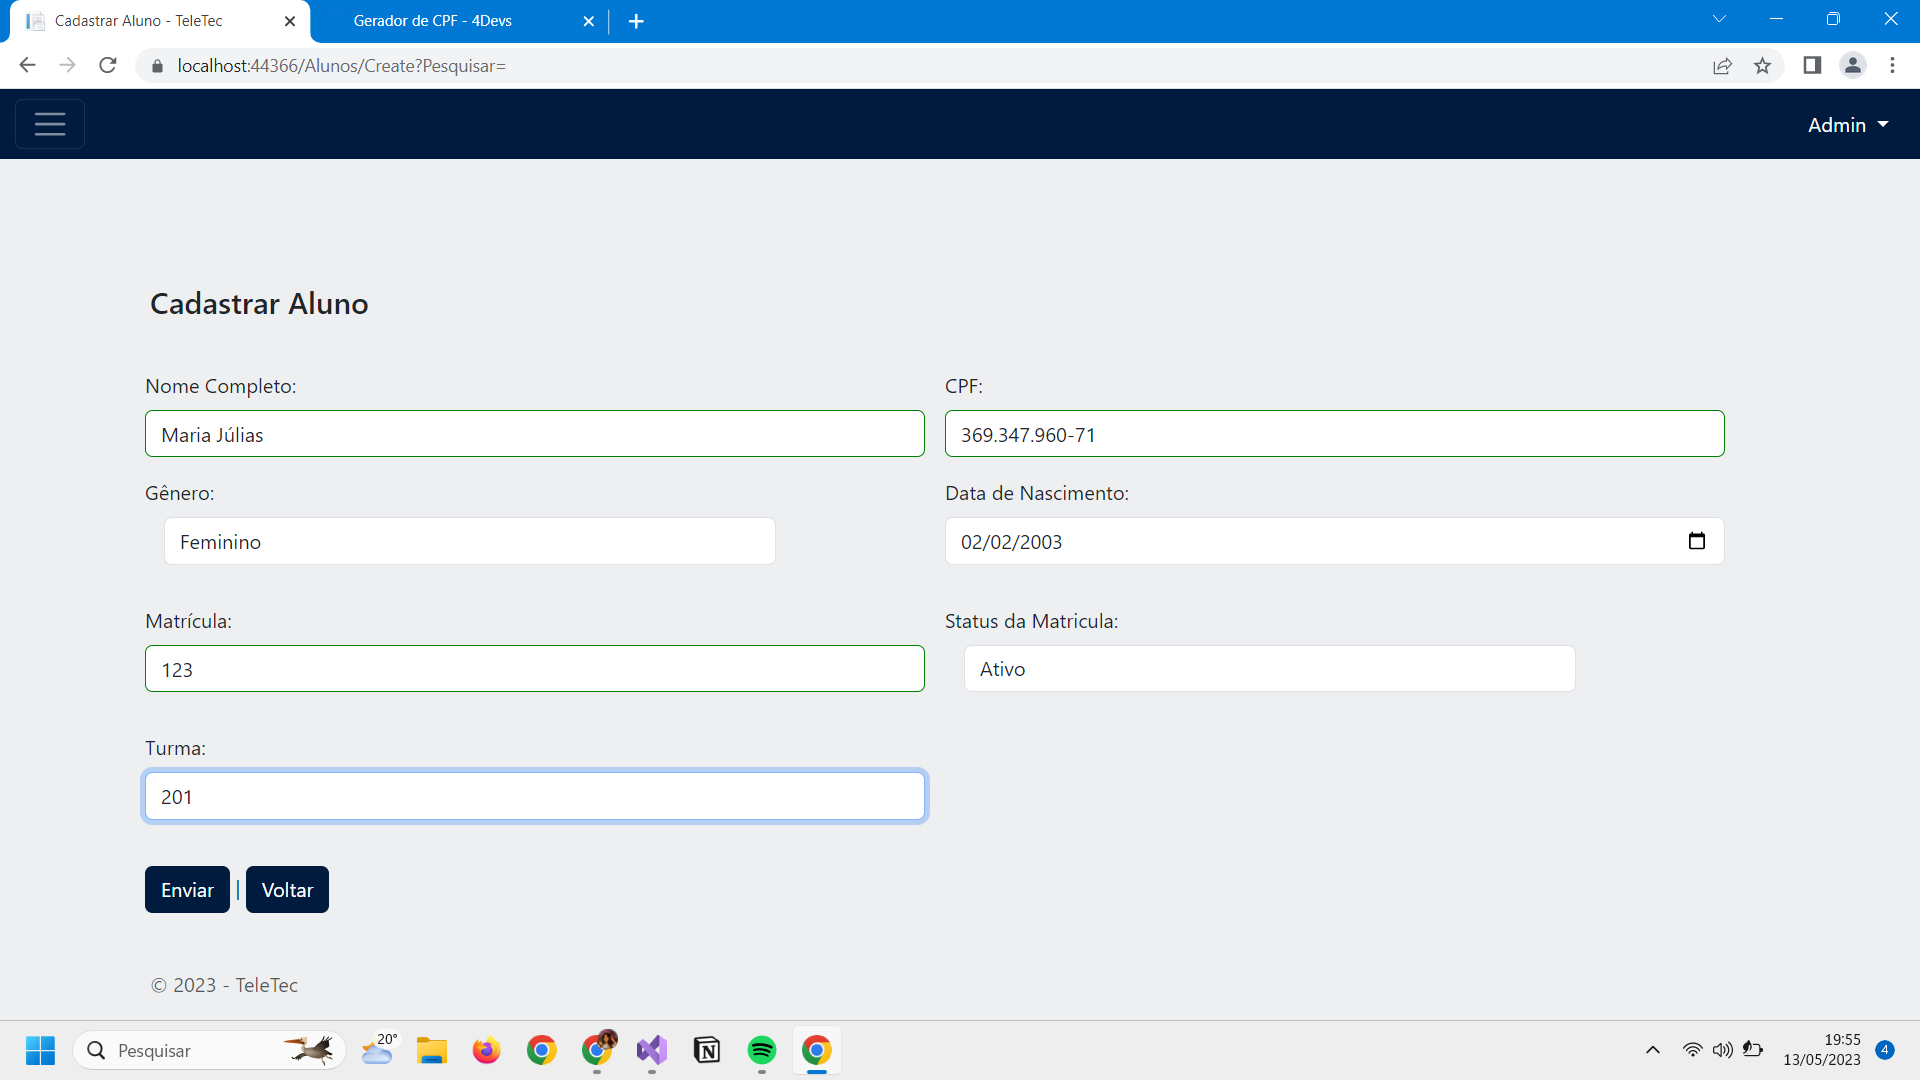 Cadastrar Aluno - TeleTec
Gerador de CPF - 4Devs
localhost:44366/Alunos/Create?Pesquisar=
Admin
Cadastrar Aluno
Nome Completo:
CPF:
Maria Júlias
369.347.960-71
Gênero:
Data de Nascimento:
Feminino
02/02/2003
Matrícula:
Status da Matricula:
123
Ativo
Turma:
201
Enviar | Voltar
© 2023 - TeleTec
Pesquisar
20°
19:55
13/05/2023
4